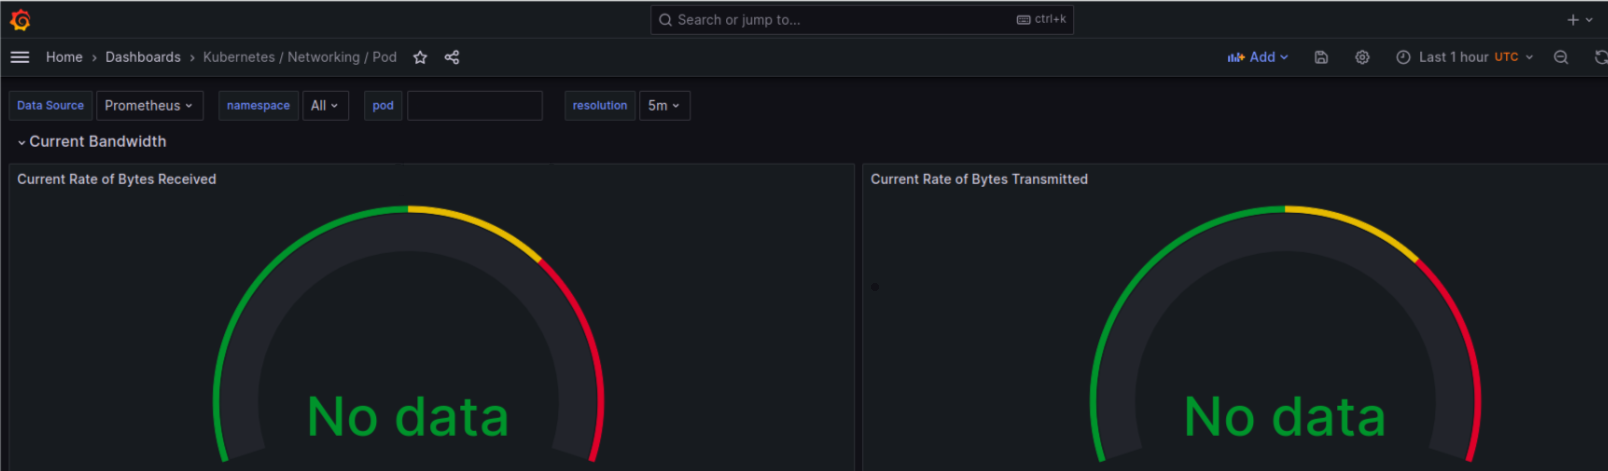 Search or jump to... ctrl+k
Home › Dashboards › Kubernetes / Networking / Pod Add Last 1 hour UTC
Data Source Prometheus namespace All pod resolution 5m
Current Bandwidth
Current Rate of Bytes Received Current Rate of Bytes Transmitted
No data No data